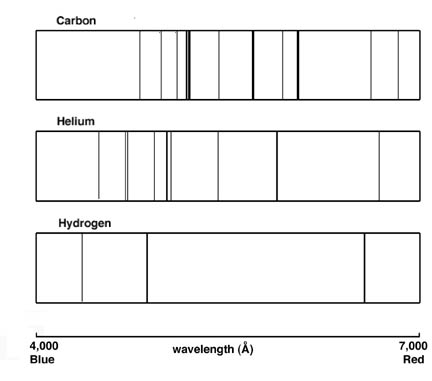 Carbon
Helium
Hydrogen
4,000 wavelength (Å) 7,000
Blue Red